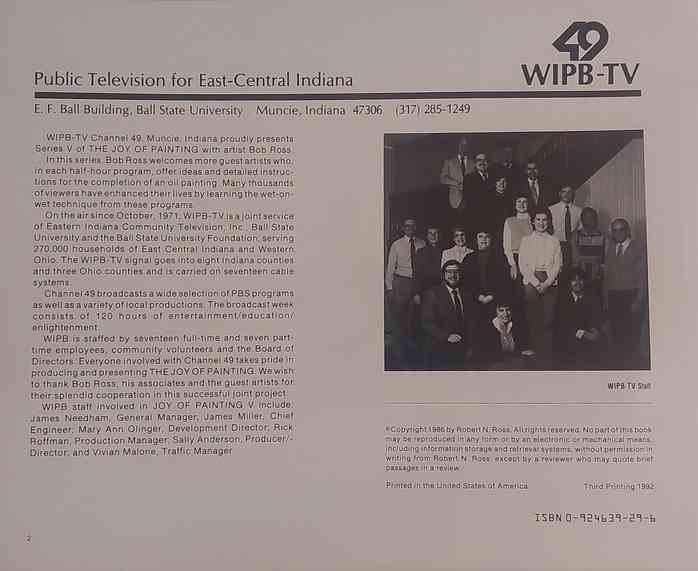 49
WIPB-TV
Public Television for East-Central Indiana
E. F. Ball Building, Ball State University Muncie, Indiana 47306 (317) 285-1249
WIPB-TV Channel 49, Muncie, Indiana proudly presents
Series V of THE JOY OF PAINTING with artist Bob Ross.
In this series, Bob Ross welcomes more guest artists who,
in each half-hour program, offer ideas and detailed instruc-
tions for the completion of an oil painting. Many thousands
of viewers have enhanced their lives by learning the wet-on-
wet technique from these programs.
On the air since October, 1971, WIPB-TV is a joint service
of Eastern Indiana Community Television, Inc., Ball State
University and the Ball State University Foundation, serving
270,000 households of East Central Indiana and Western
Ohio. The WIPB-TV signal goes into eight Indiana counties
and three Ohio counties and is carried on seventeen cable
systems.
Channel 49 broadcasts a wide selection of PBS programs
as well as a variety of local productions. The broadcast week
consists of 120 hours of entertainment/education/
enlightenment.
WIPB is staffed by seventeen full-time and seven part-
time employees, community volunteers and the Board of
Directors. Everyone involved with Channel 49 takes pride in
producing and presenting THE JOY OF PAINTING. We wish
to thank Bob Ross, his associates and the guest artists for
their splendid cooperation in this successful joint project.
WIPB staff involved in JOY OF PAINTING V include:
James Needham, General Manager; James Miller, Chief
Engineer; Mary Ann Olinger, Development Director; Rick
Roffman, Production Manager; Sally Anderson, Producer/-
Director; and Vivian Malone, Traffic Manager.
WIPB-TV Staff
©Copyright 1986 by Robert N. Ross. All rights reserved. No part of this book
may be reproduced in any form or by an electronic or mechanical means,
including information storage and retrieval systems, without permission in
writing from Robert N. Ross, except by a reviewer who may quote brief
passages in a review.
Printed in the United States of America Third Printing 1992
ISBN 0-924639-29-6
2